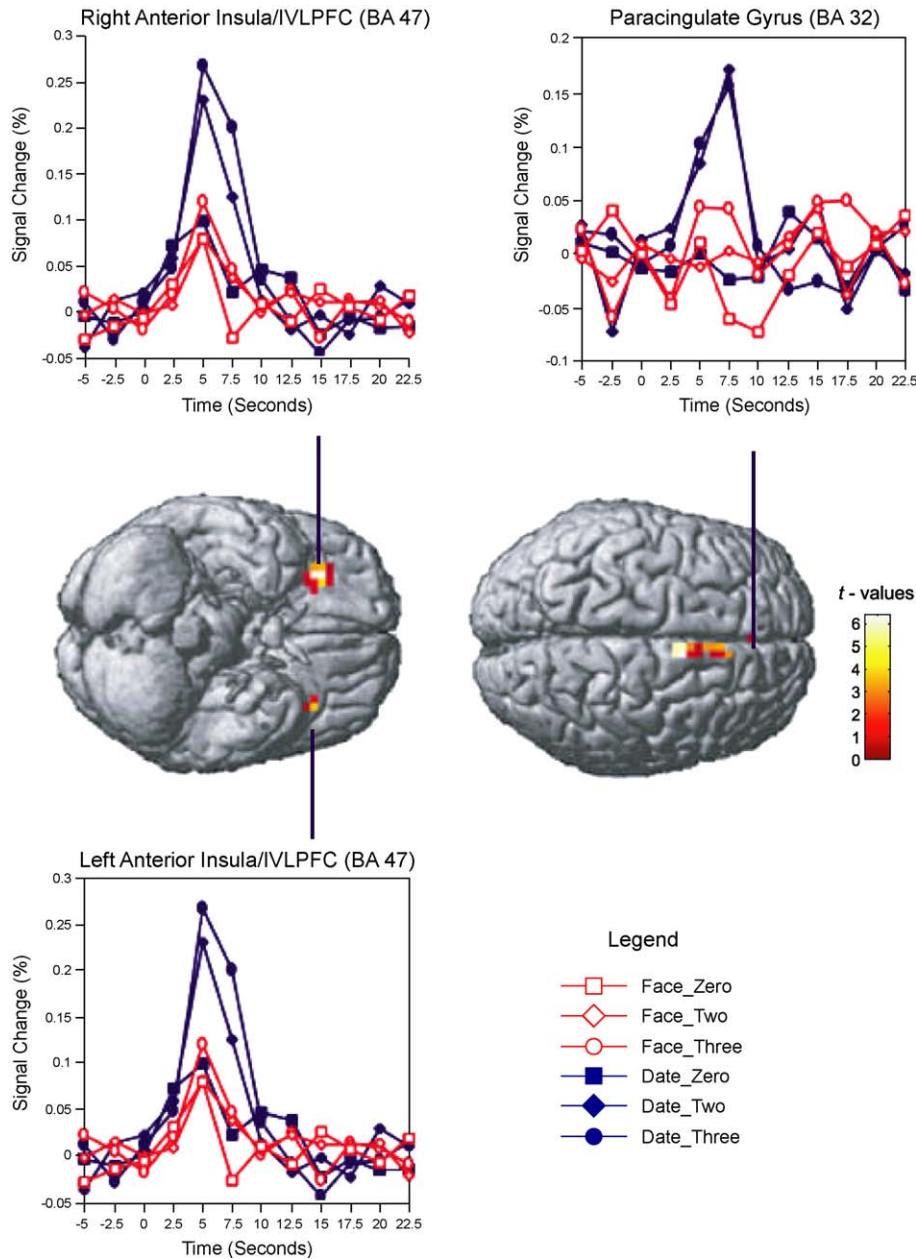 Right Anterior Insula/IVLPFC (BA 47)
Signal Change (%)
0.3
0.25
0.2
0.15
0.1
0.05
0
-0.05
-5 -2.5 0 2.5 5 7.5 10 12.5 15 17.5 20 22.5
Time (Seconds)
Paracingulate Gyrus (BA 32)
Signal Change (%)
0.2
0.15
0.1
0.05
0
-0.05
-0.1
-5 -2.5 0 2.5 5 7.5 10 12.5 15 17.5 20 22.5
Time (Seconds)
t - values
6
5
4
3
2
1
0
Left Anterior Insula/IVLPFC (BA 47)
Signal Change (%)
0.3
0.25
0.2
0.15
0.1
0.05
0
-0.05
-5 -2.5 0 2.5 5 7.5 10 12.5 15 17.5 20 22.5
Time (Seconds)
Legend
Face_Zero
Face_Two
Face_Three
Date_Zero
Date_Two
Date_Three